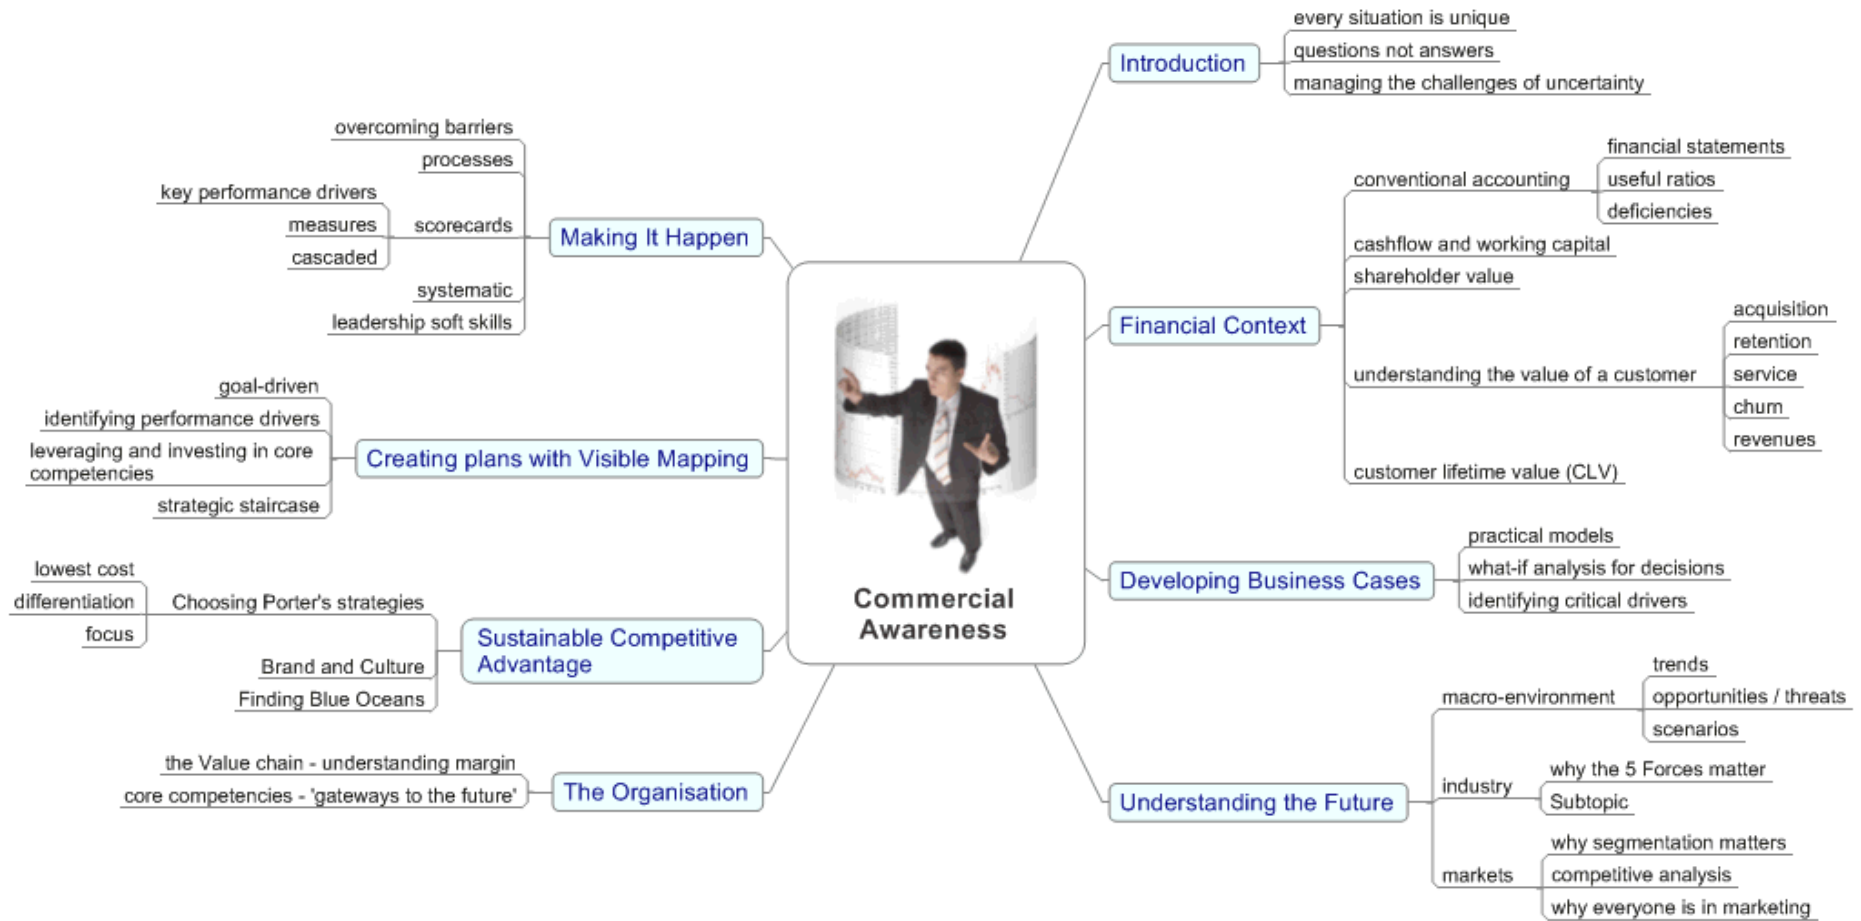 Commercial
Awareness
Introduction
every situation is unique
questions not answers
managing the challenges of uncertainty
Financial Context
conventional accounting
financial statements
useful ratios
deficiencies
cashflow and working capital
shareholder value
understanding the value of a customer
acquisition
retention
service
churn
revenues
customer lifetime value (CLV)
Developing Business Cases
practical models
what-if analysis for decisions
identifying critical drivers
Understanding the Future
macro-environment
trends
opportunities / threats
scenarios
industry
why the 5 Forces matter
Subtopic
markets
why segmentation matters
competitive analysis
why everyone is in marketing
The Organisation
the Value chain - understanding margin
core competencies - 'gateways to the future'
Sustainable Competitive
Advantage
Choosing Porter's strategies
lowest cost
differentiation
focus
Brand and Culture
Finding Blue Oceans
Creating plans with Visible Mapping
goal-driven
identifying performance drivers
leveraging and investing in core
competencies
strategic staircase
Making It Happen
overcoming barriers
processes
scorecards
key performance drivers
measures
cascaded
systematic
leadership soft skills